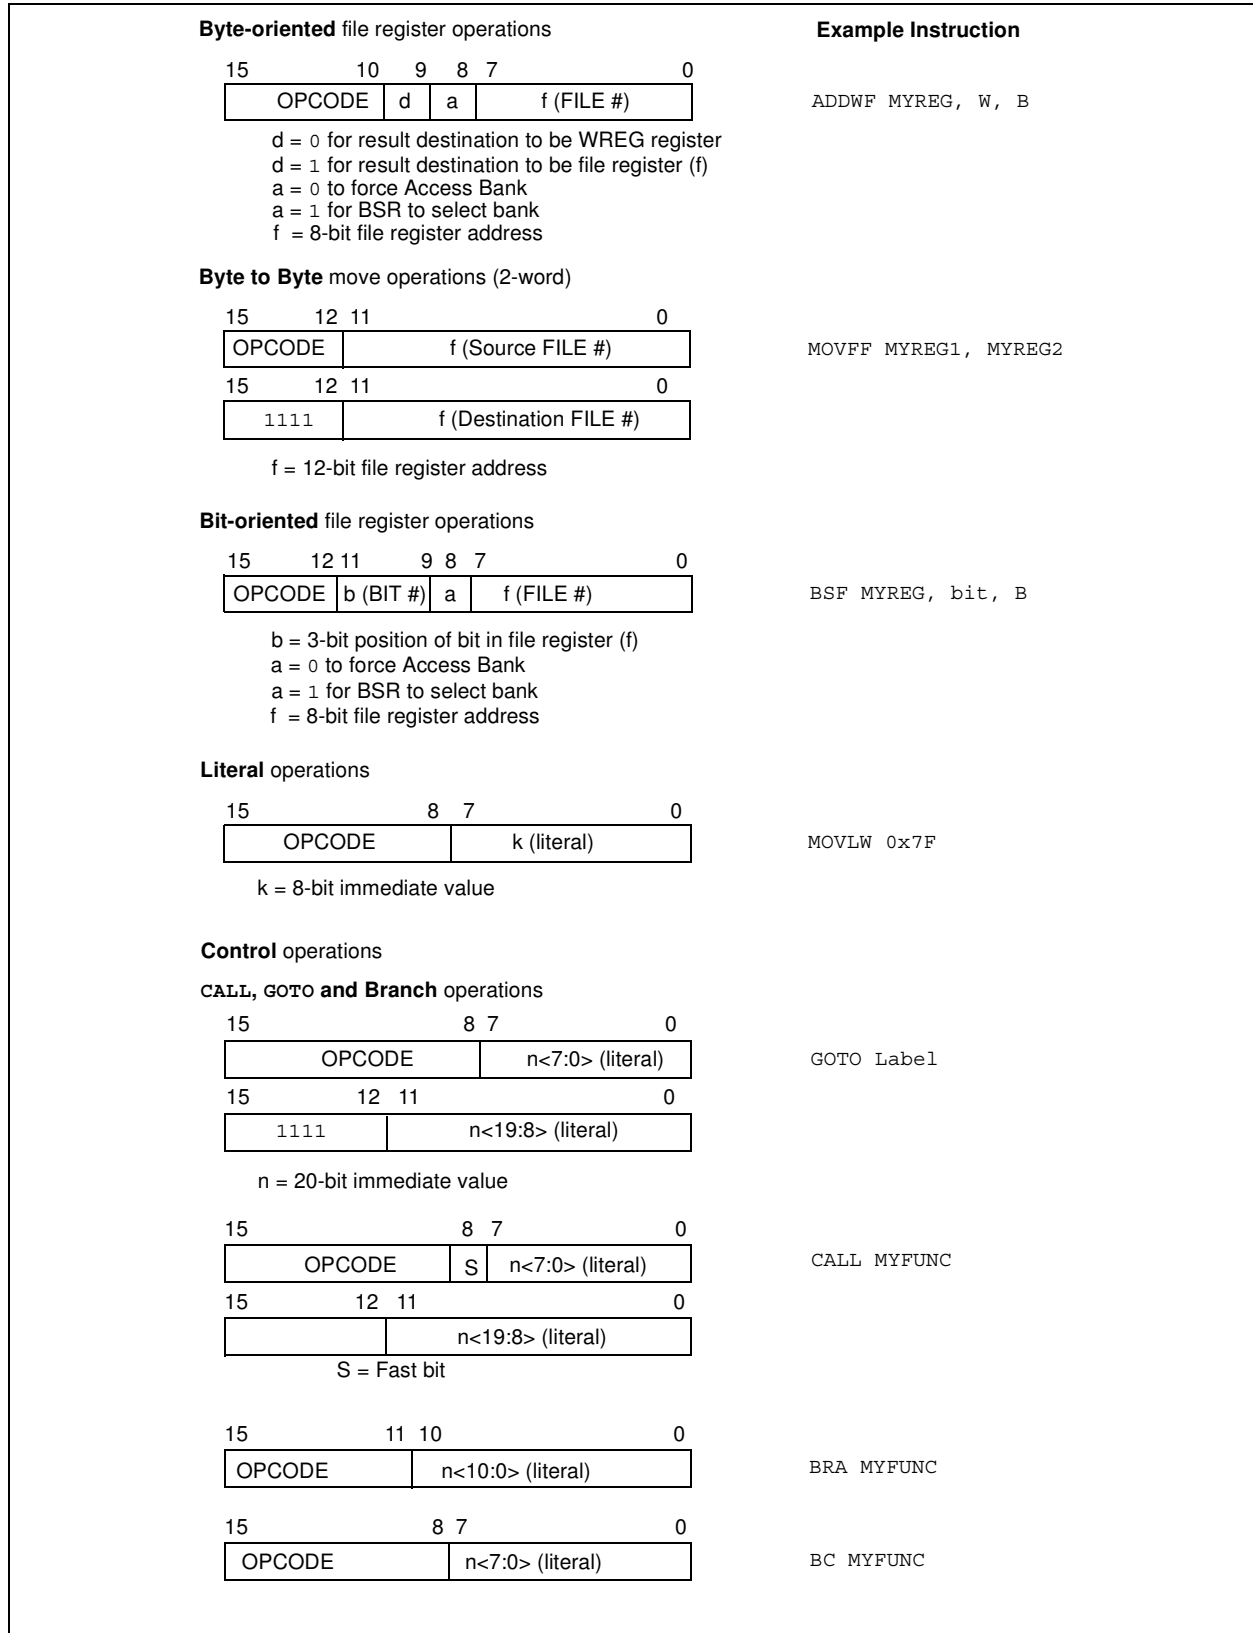 Byte-oriented file register operations Example Instruction
15 10 9 8 7 0
OPCODE d a f (FILE #) ADDWF MYREG, W, B
d = 0 for result destination to be WREG register
d = 1 for result destination to be file register (f)
a = 0 to force Access Bank
a = 1 for BSR to select bank
f = 8-bit file register address
Byte to Byte move operations (2-word)
15 12 11 0
OPCODE f (Source FILE #) MOVFF MYREG1, MYREG2
15 12 11 0
1111 f (Destination FILE #)
f = 12-bit file register address
Bit-oriented file register operations
15 12 11 9 8 7 0
OPCODE b (BIT #) a f (FILE #) BSF MYREG, bit, B
b = 3-bit position of bit in file register (f)
a = 0 to force Access Bank
a = 1 for BSR to select bank
f = 8-bit file register address
Literal operations
15 8 7 0
OPCODE k (literal) MOVLW 0x7F
k = 8-bit immediate value
Control operations
CALL, GOTO and Branch operations
15 8 7 0
OPCODE n<7:0> (literal) GOTO Label
15 12 11 0
1111 n<19:8> (literal)
n = 20-bit immediate value
15 8 7 0
OPCODE S n<7:0> (literal) CALL MYFUNC
15 12 11 0
n<19:8> (literal)
S = Fast bit
15 11 10 0
OPCODE n<10:0> (literal) BRA MYFUNC
15 8 7 0
OPCODE n<7:0> (literal) BC MYFUNC